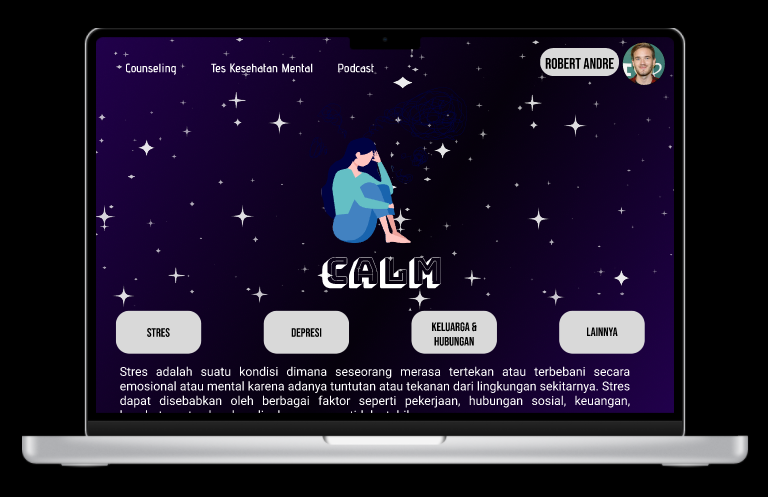 Counseling
Tes Kesehatan Mental
Podcast
ROBERT ANDRE
CALM
STRES
DEPRESI
KELUARGA &
HUBUNGAN
LAINNYA
Stres adalah suatu kondisi dimana seseorang merasa tertekan atau terbebani secara
emosional atau mental karena adanya tuntutan atau tekanan dari lingkungan sekitarnya. Stres
dapat disebabkan oleh berbagai faktor seperti pekerjaan, hubungan sosial, keuangan,